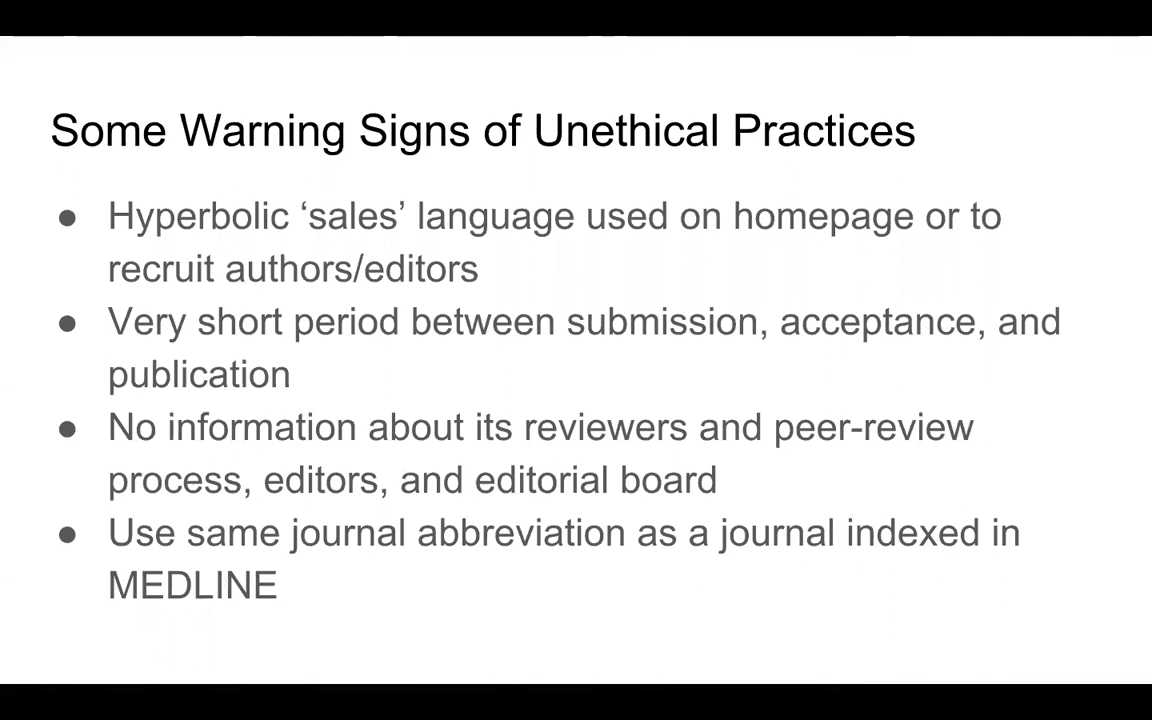 Some Warning Signs of Unethical Practices
● Hyperbolic ‘sales’ language used on homepage or to
recruit authors/editors
● Very short period between submission, acceptance, and
publication
● No information about its reviewers and peer-review
process, editors, and editorial board
● Use same journal abbreviation as a journal indexed in
MEDLINE